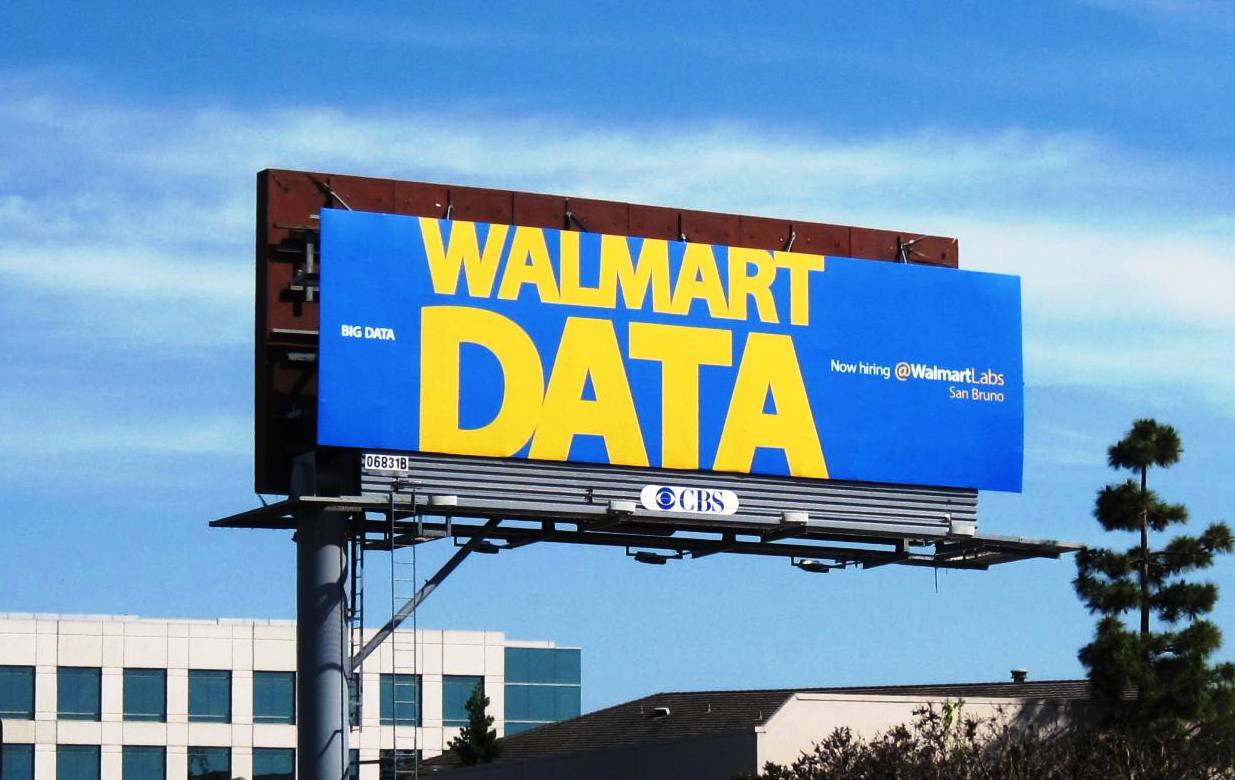 WALMART
DATA
BIG DATA
Now hiring @WalmartLabs
San Bruno
06831B
CBS